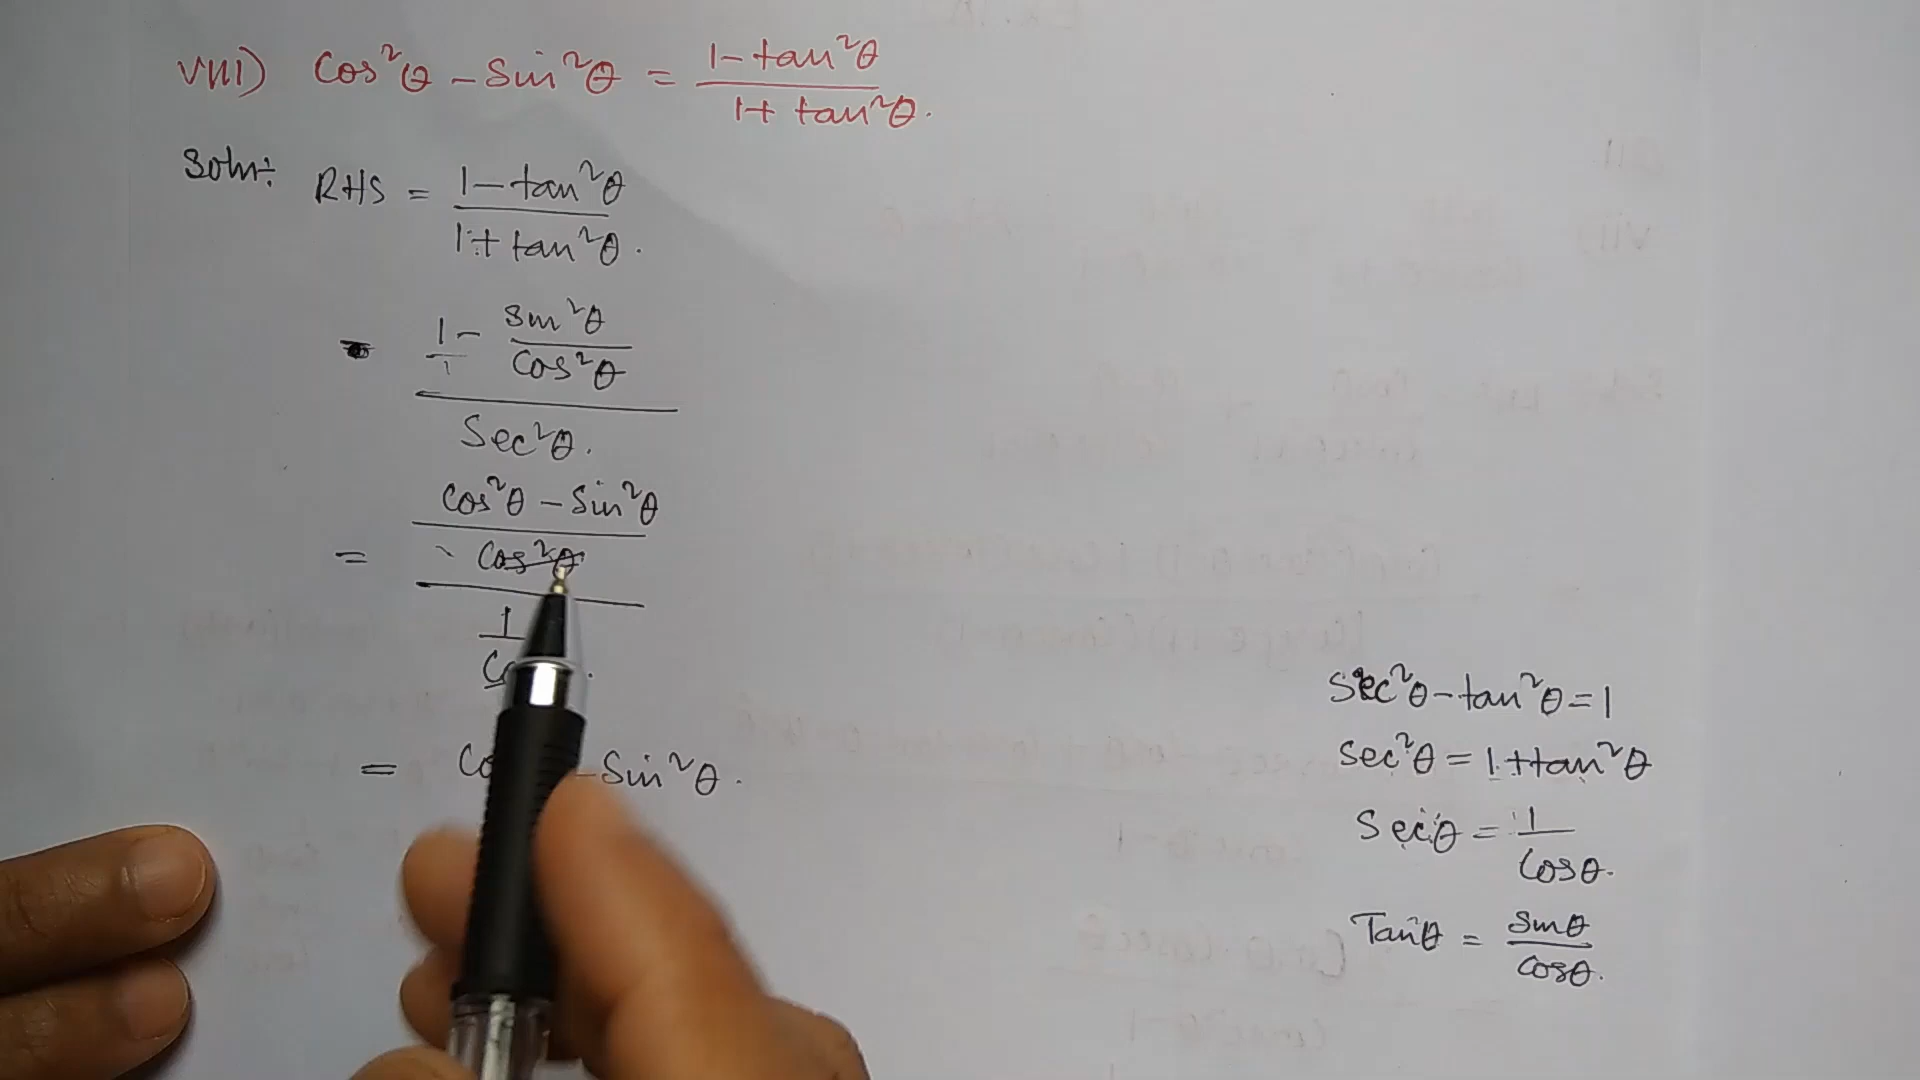 viii) Cos²θ - Sin²θ = 1 - tan²θ / 1 + tan²θ.
Soln: RHS = 1 - tan²θ / 1 + tan²θ.
= 1/1 - sin²θ / cos²θ / Sec²θ.
= Cos²θ - Sin²θ / Cos²θ / 1
= - Sin²θ.
Sec²θ - tan²θ = 1
Sec²θ = 1 + tan²θ
Secθ = 1 / Cosθ.
Tanθ = sinθ / cosθ.